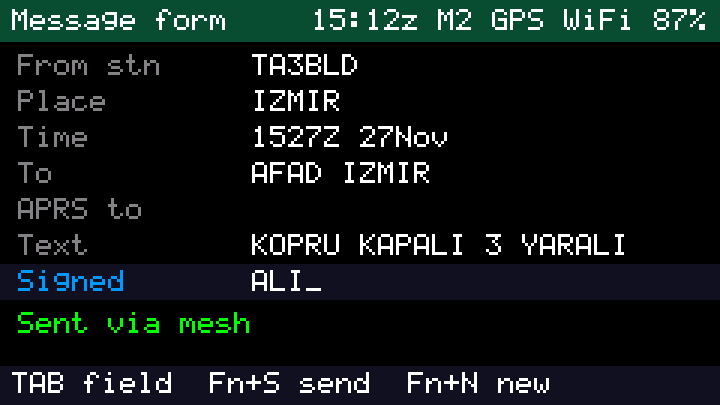 Message form 15:12z M2 GPS WiFi 87%
From stn TA3BLD
Place IZMIR
Time 1527Z 27Nov
To AFAD IZMIR
APRS to
Text KOPRU KAPALI 3 YARALI
Signed ALI_
Sent via mesh
TAB field Fn+S send Fn+N new